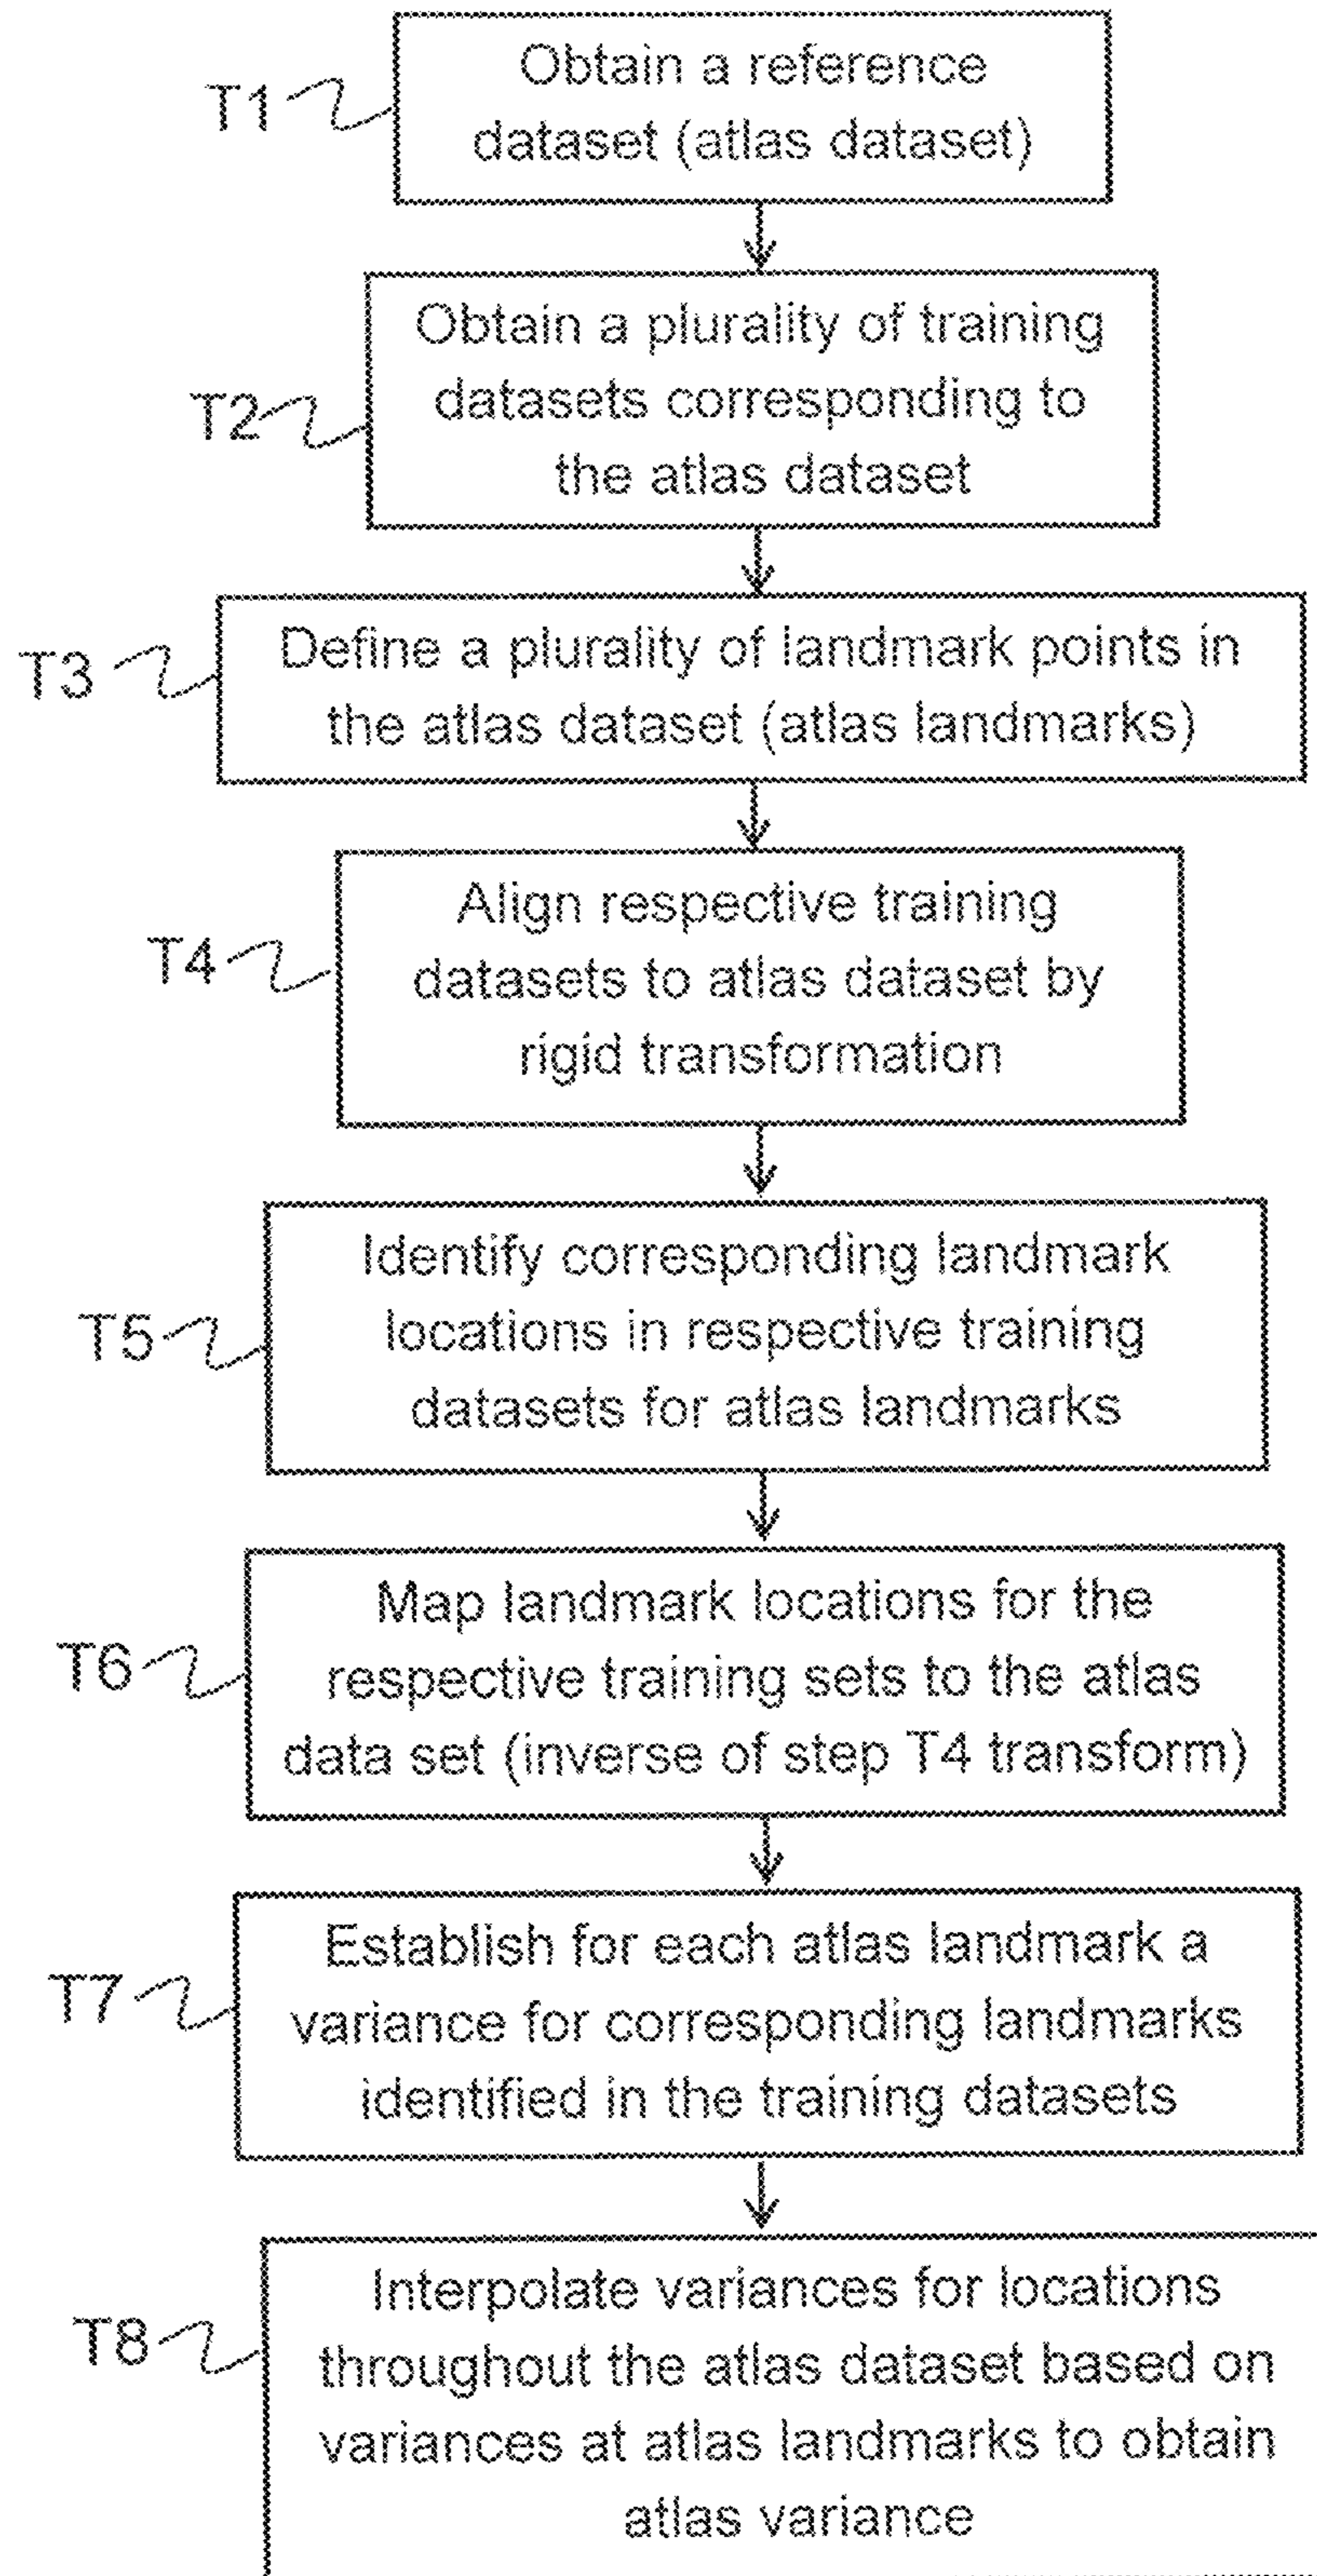 T1
Obtain a reference
dataset (atlas dataset)
T2
Obtain a plurality of training
datasets corresponding to
the atlas dataset
T3
Define a plurality of landmark points in
the atlas dataset (atlas landmarks)
T4
Align respective training
datasets to atlas dataset by
rigid transformation
T5
Identify corresponding landmark
locations in respective training
datasets for atlas landmarks
T6
Map landmark locations for the
respective training sets to the atlas
data set (inverse of step T4 transform)
T7
Establish for each atlas landmark a
variance for corresponding landmarks
identified in the training datasets
T8
Interpolate variances for locations
throughout the atlas dataset based on
variances at atlas landmarks to obtain
atlas variance